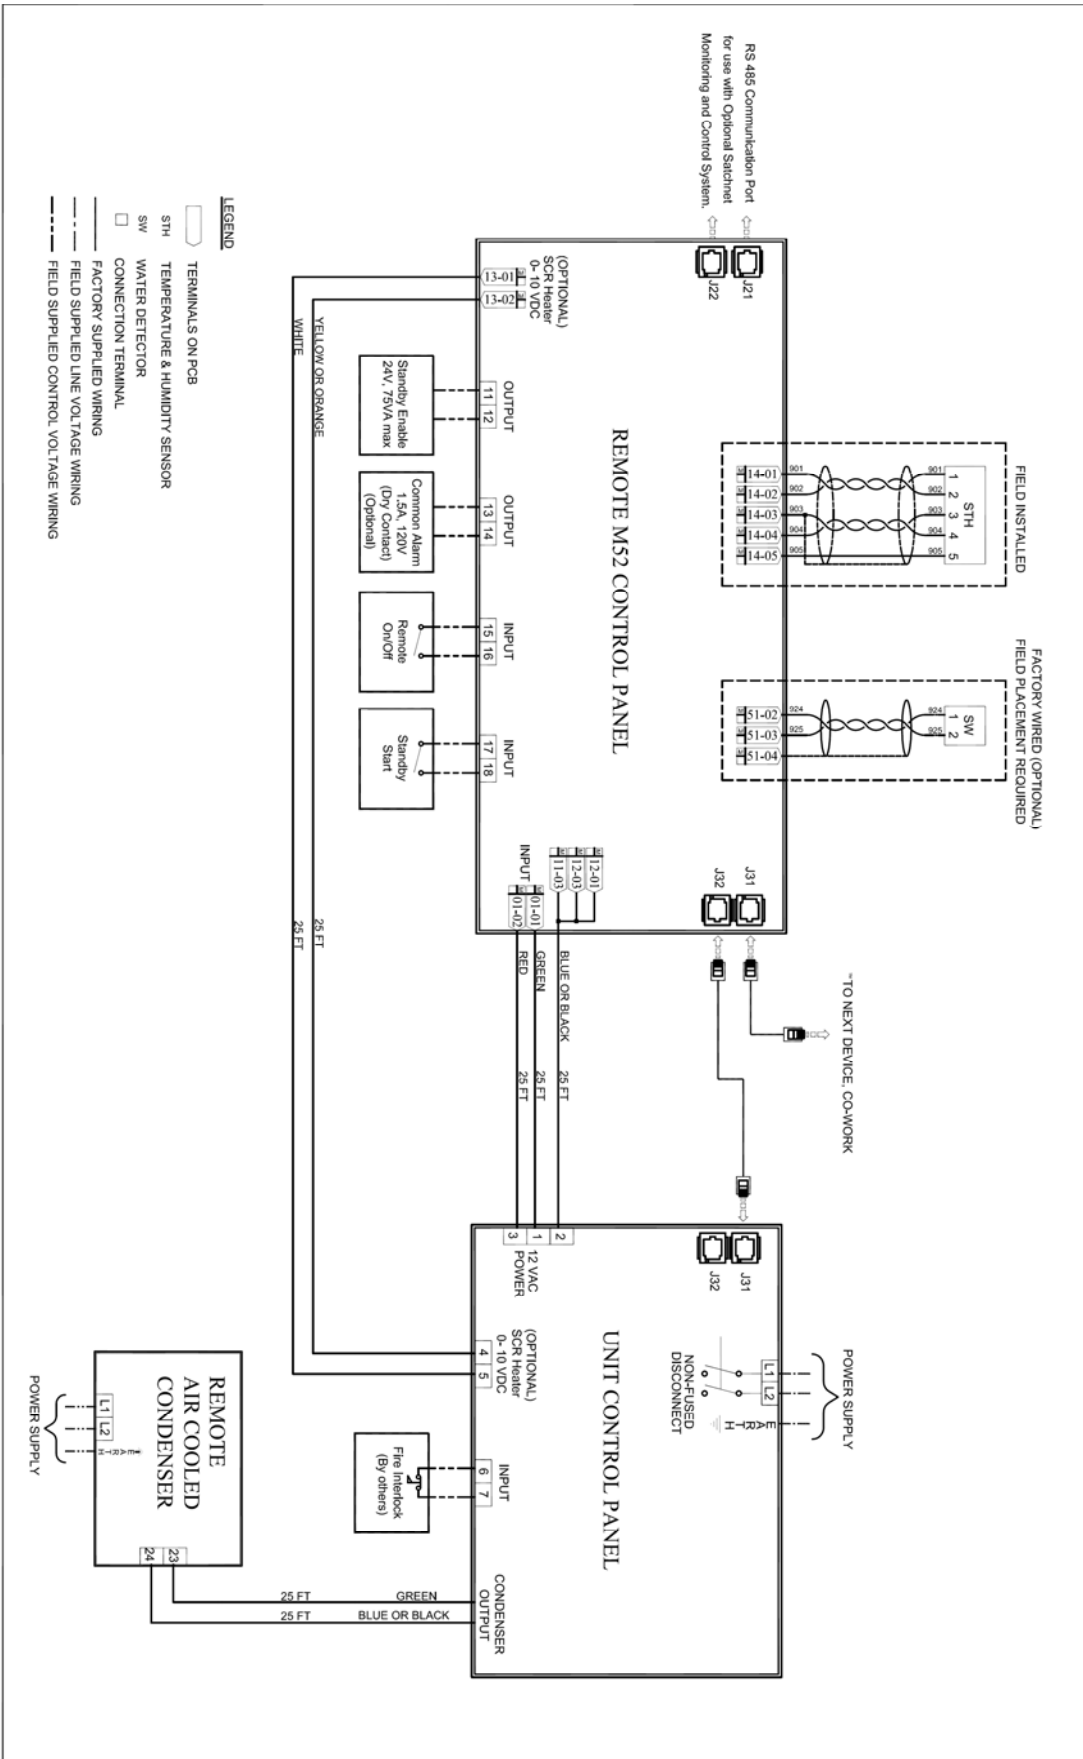 RS 485 Communication Port
for use with Optional Satchnet
Monitoring and Control System.
J21
J22
FIELD INSTALLED
STH
1 2 3 4 5
901 902 903 904 905
901 902 903 904 905
14-01 14-02 14-03 14-04 14-05
FACTORY WIRED (OPTIONAL)
FIELD PLACEMENT REQUIRED
SW
1 2
924 925
924 925
51-02 51-03 51-04
J31
J32
"TO NEXT DEVICE, CO-WORK
REMOTE M52 CONTROL PANEL
(OPTIONAL)
SCR Heater
0- 10 VDC
13-01 13-02
OUTPUT
11 12
Standby Enable
24V, 75VA max
OUTPUT
13 14
Common Alarm
1.5A, 120V
(Dry Contact)
(Optional)
INPUT
15 16
Remote
On/Off
INPUT
17 18
Standby
Start
12-01
12-03
11-03
INPUT
01-01
01-02
BLUE OR BLACK 25 FT
GREEN 25 FT
RED 25 FT
YELLOW OR ORANGE 25 FT
WHITE 25 FT
POWER SUPPLY
L1 L2 EARTH
NON-FUSED
DISCONNECT
J31
J32
UNIT CONTROL PANEL
2
1
3
12 VAC
POWER
(OPTIONAL)
SCR Heater
0- 10 VDC
4 5
INPUT
6 7
Fire Interlock
(By others)
CONDENSER
OUTPUT
GREEN 25 FT
BLUE OR BLACK 25 FT
REMOTE
AIR COOLED
CONDENSER
23
24
L1 L2 EARTH
POWER SUPPLY
LEGEND
TERMINALS ON PCB
STH TEMPERATURE & HUMIDITY SENSOR
SW WATER DETECTOR
CONNECTION TERMINAL
FACTORY SUPPLIED WIRING
FIELD SUPPLIED LINE VOLTAGE WIRING
FIELD SUPPLIED CONTROL VOLTAGE WIRING